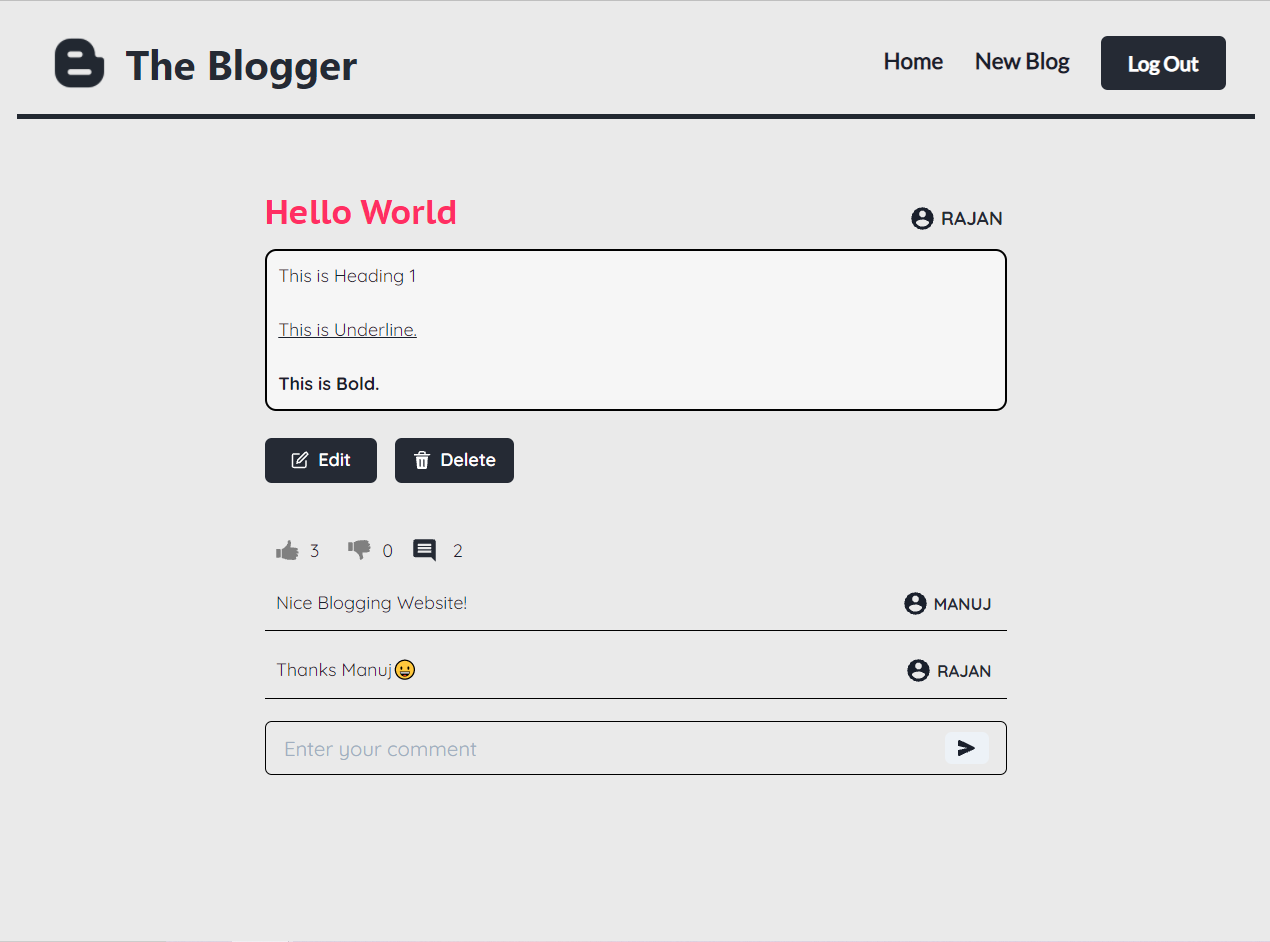 The Blogger
Home New Blog Log Out
Hello World
RAJAN
This is Heading 1
This is Underline.
This is Bold.
Edit Delete
3 0 2
Nice Blogging Website! MANUJ
Thanks Manuj😀 RAJAN
Enter your comment